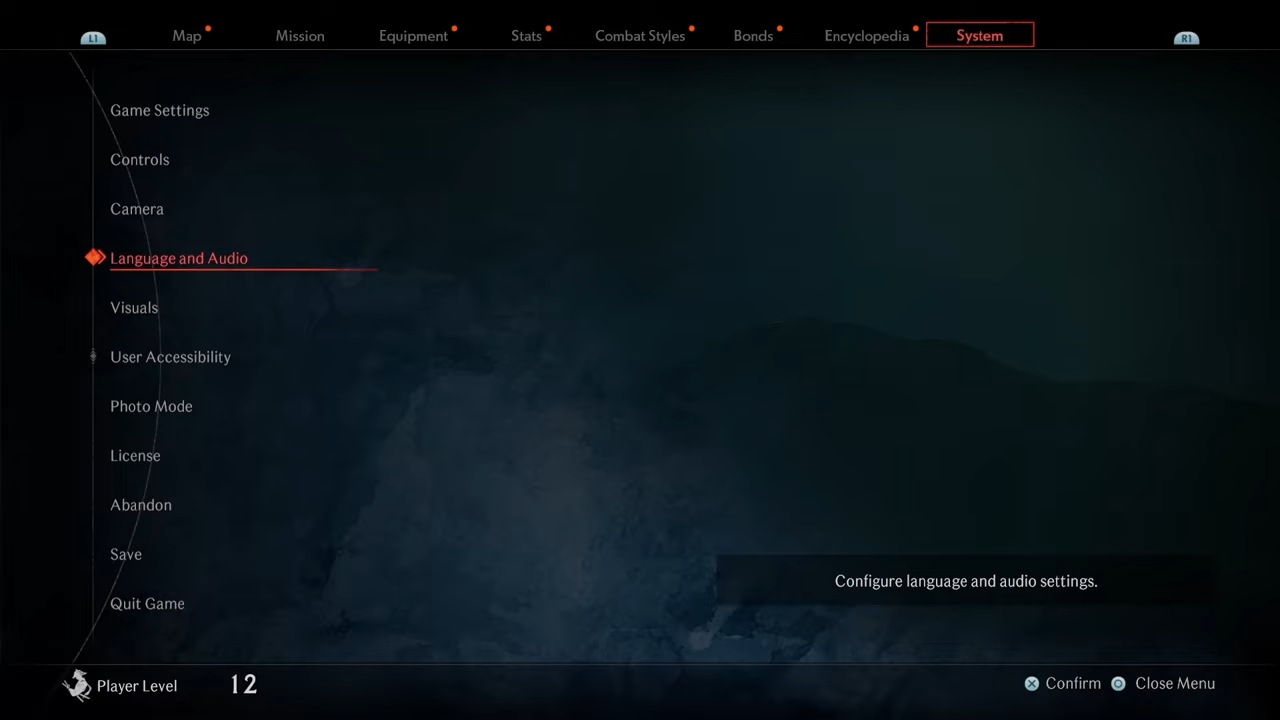 L1 Map Mission Equipment Stats Combat Styles Bonds Encyclopedia System R1
Game Settings
Controls
Camera
Language and Audio
Visuals
User Accessibility
Photo Mode
License
Abandon
Save
Configure language and audio settings.
Quit Game
Player Level 12 Confirm Close Menu